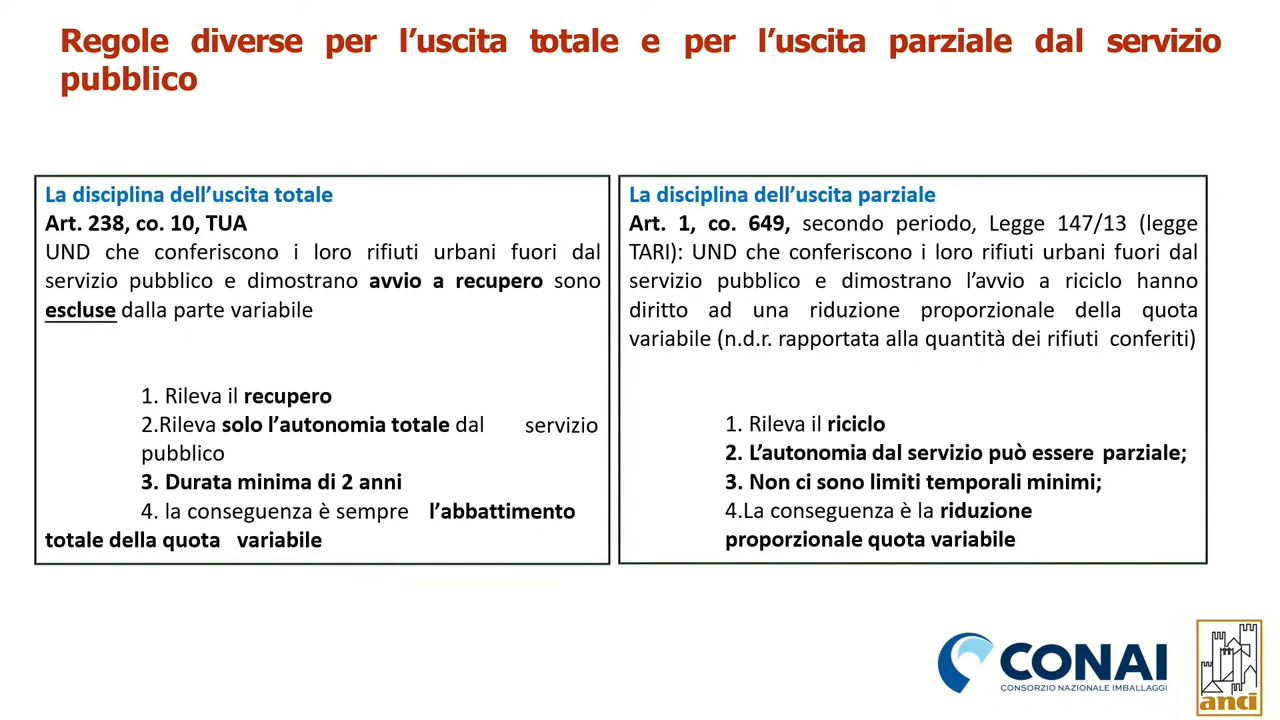 Regole diverse per l’uscita totale e per l’uscita parziale dal servizio
pubblico
La disciplina dell’uscita totale
Art. 238, co. 10, TUA
UND che conferiscono i loro rifiuti urbani fuori dal
servizio pubblico e dimostrano avvio a recupero sono
escluse dalla parte variabile
1. Rileva il recupero
2.Rileva solo l’autonomia totale dal servizio
pubblico
3. Durata minima di 2 anni
4. la conseguenza è sempre l’abbattimento
totale della quota variabile
La disciplina dell’uscita parziale
Art. 1, co. 649, secondo periodo, Legge 147/13 (legge
TARI): UND che conferiscono i loro rifiuti urbani fuori dal
servizio pubblico e dimostrano l’avvio a riciclo hanno
diritto ad una riduzione proporzionale della quota
variabile (n.d.r. rapportata alla quantità dei rifiuti conferiti)
1. Rileva il riciclo
2. L’autonomia dal servizio può essere parziale;
3. Non ci sono limiti temporali minimi;
4.La conseguenza è la riduzione
proporzionale quota variabile
CONAI
CONSORZIO NAZIONALE IMBALLAGGI
anci